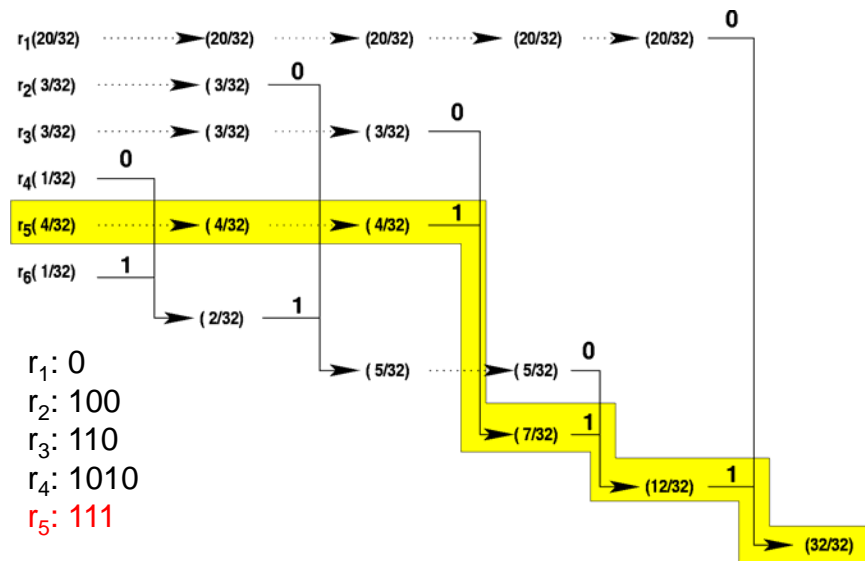 0
r₁(20/32) (20/32) (20/32) (20/32) (20/32)
0
r₂( 3/32) ( 3/32)
0
r₃( 3/32) ( 3/32) ( 3/32)
0
r₄( 1/32)
1
r₅( 4/32) ( 4/32) ( 4/32)
1
r₆( 1/32)
1
( 2/32)
0
( 5/32) ( 5/32)
1
( 7/32)
1
(12/32)
(32/32)
r₁: 0
r₂: 100
r₃: 110
r₄: 1010
r₅: 111